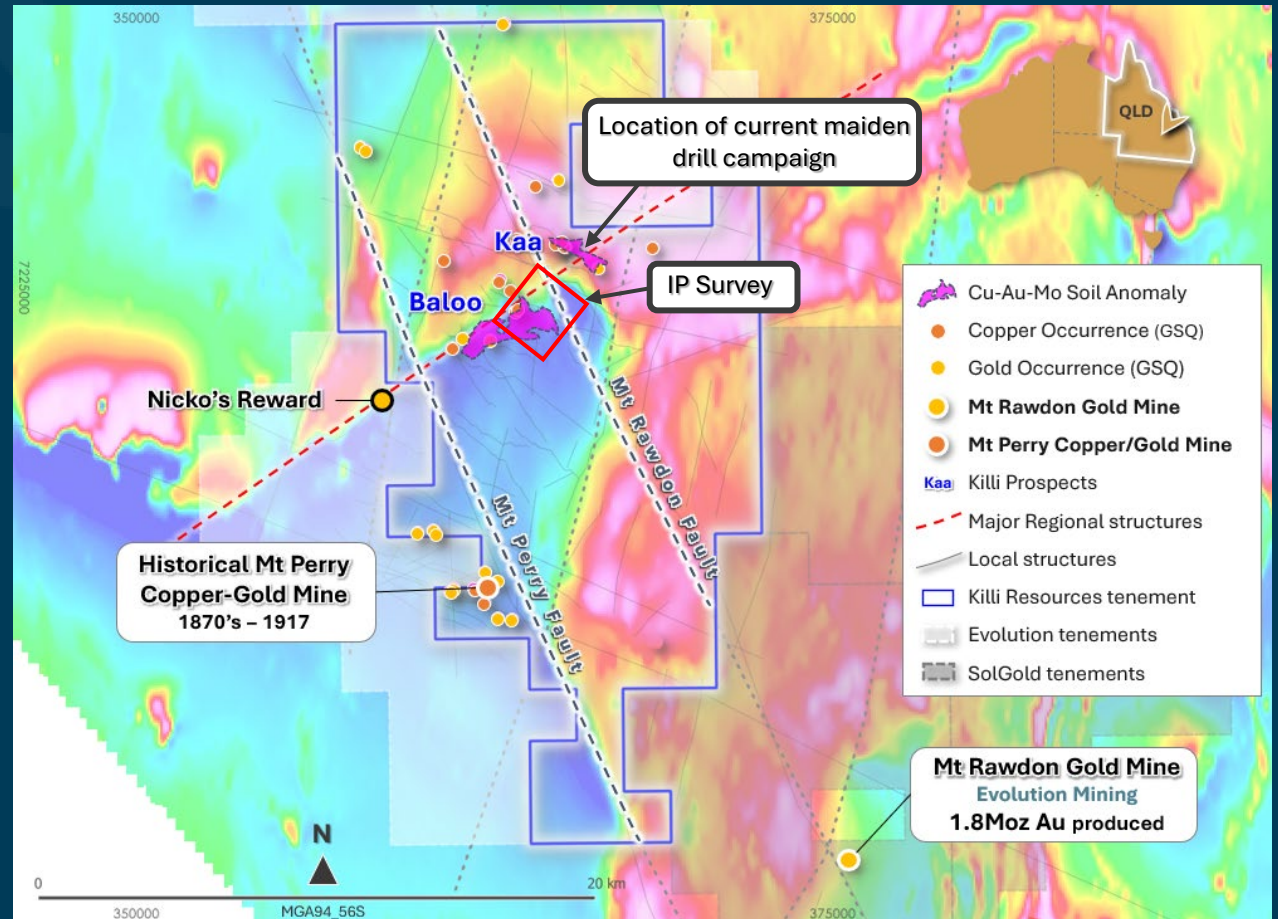 350000
375000
QLD
Location of current maiden
drill campaign
Kaa
IP Survey
7225000
Baloo
Nicko's Reward
Mt Rawdon Fault
Mt Perry Fault
Historical Mt Perry
Copper-Gold Mine
1870's – 1917
Cu-Au-Mo Soil Anomaly
Copper Occurrence (GSQ)
Gold Occurrence (GSQ)
Mt Rawdon Gold Mine
Mt Perry Copper/Gold Mine
Kaa Killi Prospects
Major Regional structures
Local structures
Killi Resources tenement
Evolution tenements
SolGold tenements
Mt Rawdon Gold Mine
Evolution Mining
1.8Moz Au produced
N
0 20 km
350000 MGA94_56S 375000